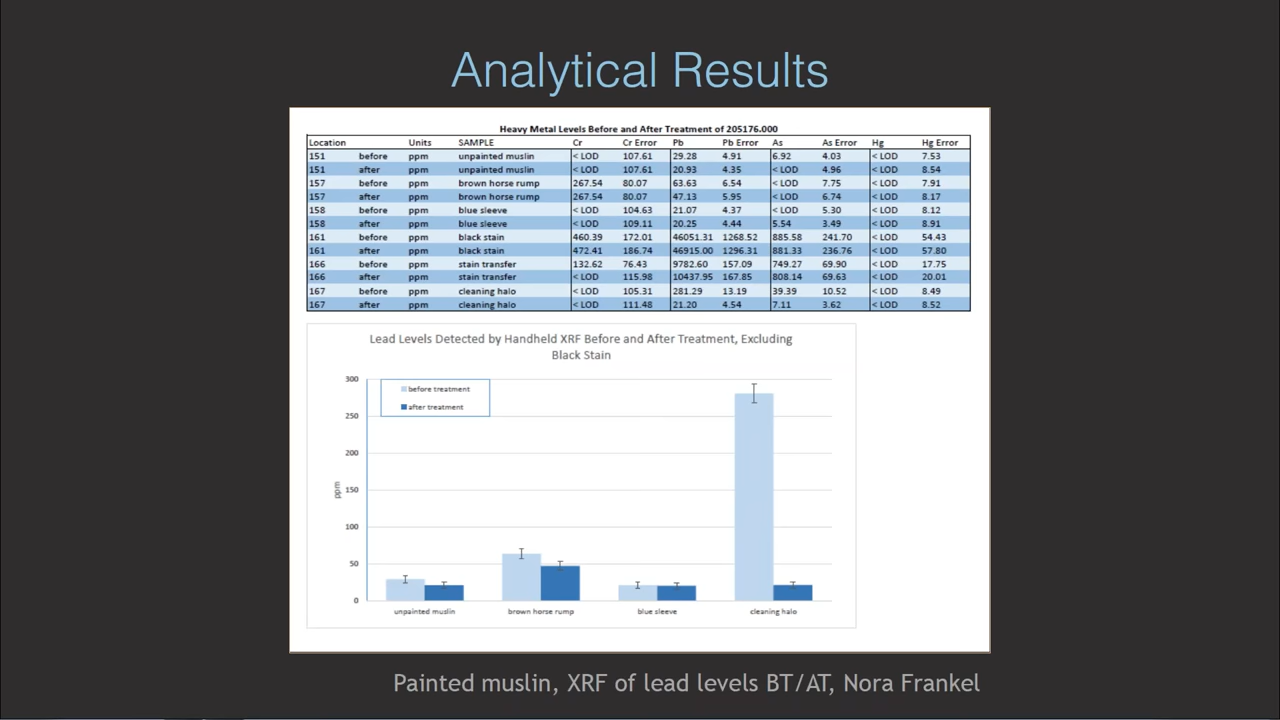 Analytical Results
Heavy Metal Levels Before and After Treatment of 205176.000
Location Units SAMPLE Cr Cr Error Pb Pb Error As As Error Hg Hg Error
151 before ppm unpainted muslin < LOD 107.61 29.28 4.91 6.92 4.03 < LOD 7.53
151 after ppm unpainted muslin < LOD 107.61 20.93 4.35 < LOD 4.96 < LOD 8.54
157 before ppm brown horse rump 267.54 80.07 63.63 6.54 < LOD 7.75 < LOD 7.91
157 after ppm brown horse rump 267.54 80.07 47.13 5.95 < LOD 6.74 < LOD 8.17
158 before ppm blue sleeve < LOD 104.63 21.07 4.37 < LOD 5.30 < LOD 8.12
158 after ppm blue sleeve < LOD 109.11 20.25 4.44 5.54 3.49 < LOD 8.91
161 before ppm black stain 460.39 172.01 46051.31 1268.52 885.58 241.70 < LOD 54.43
161 after ppm black stain 472.41 186.74 46915.00 1296.31 881.33 236.76 < LOD 57.80
166 before ppm stain transfer 132.62 76.43 9782.60 157.09 749.27 69.90 < LOD 17.75
166 after ppm stain transfer < LOD 115.98 10437.95 167.85 808.14 69.63 < LOD 20.01
167 before ppm cleaning halo < LOD 105.31 281.29 13.19 39.39 10.52 < LOD 8.49
167 after ppm cleaning halo < LOD 111.48 21.20 4.54 7.11 3.62 < LOD 8.52
Lead Levels Detected by Handheld XRF Before and After Treatment, Excluding
Black Stain
before treatment
after treatment
300
250
200
150
100
50
0
ppm
unpainted muslin brown horse rump blue sleeve cleaning halo
Painted muslin, XRF of lead levels BT/AT, Nora Frankel